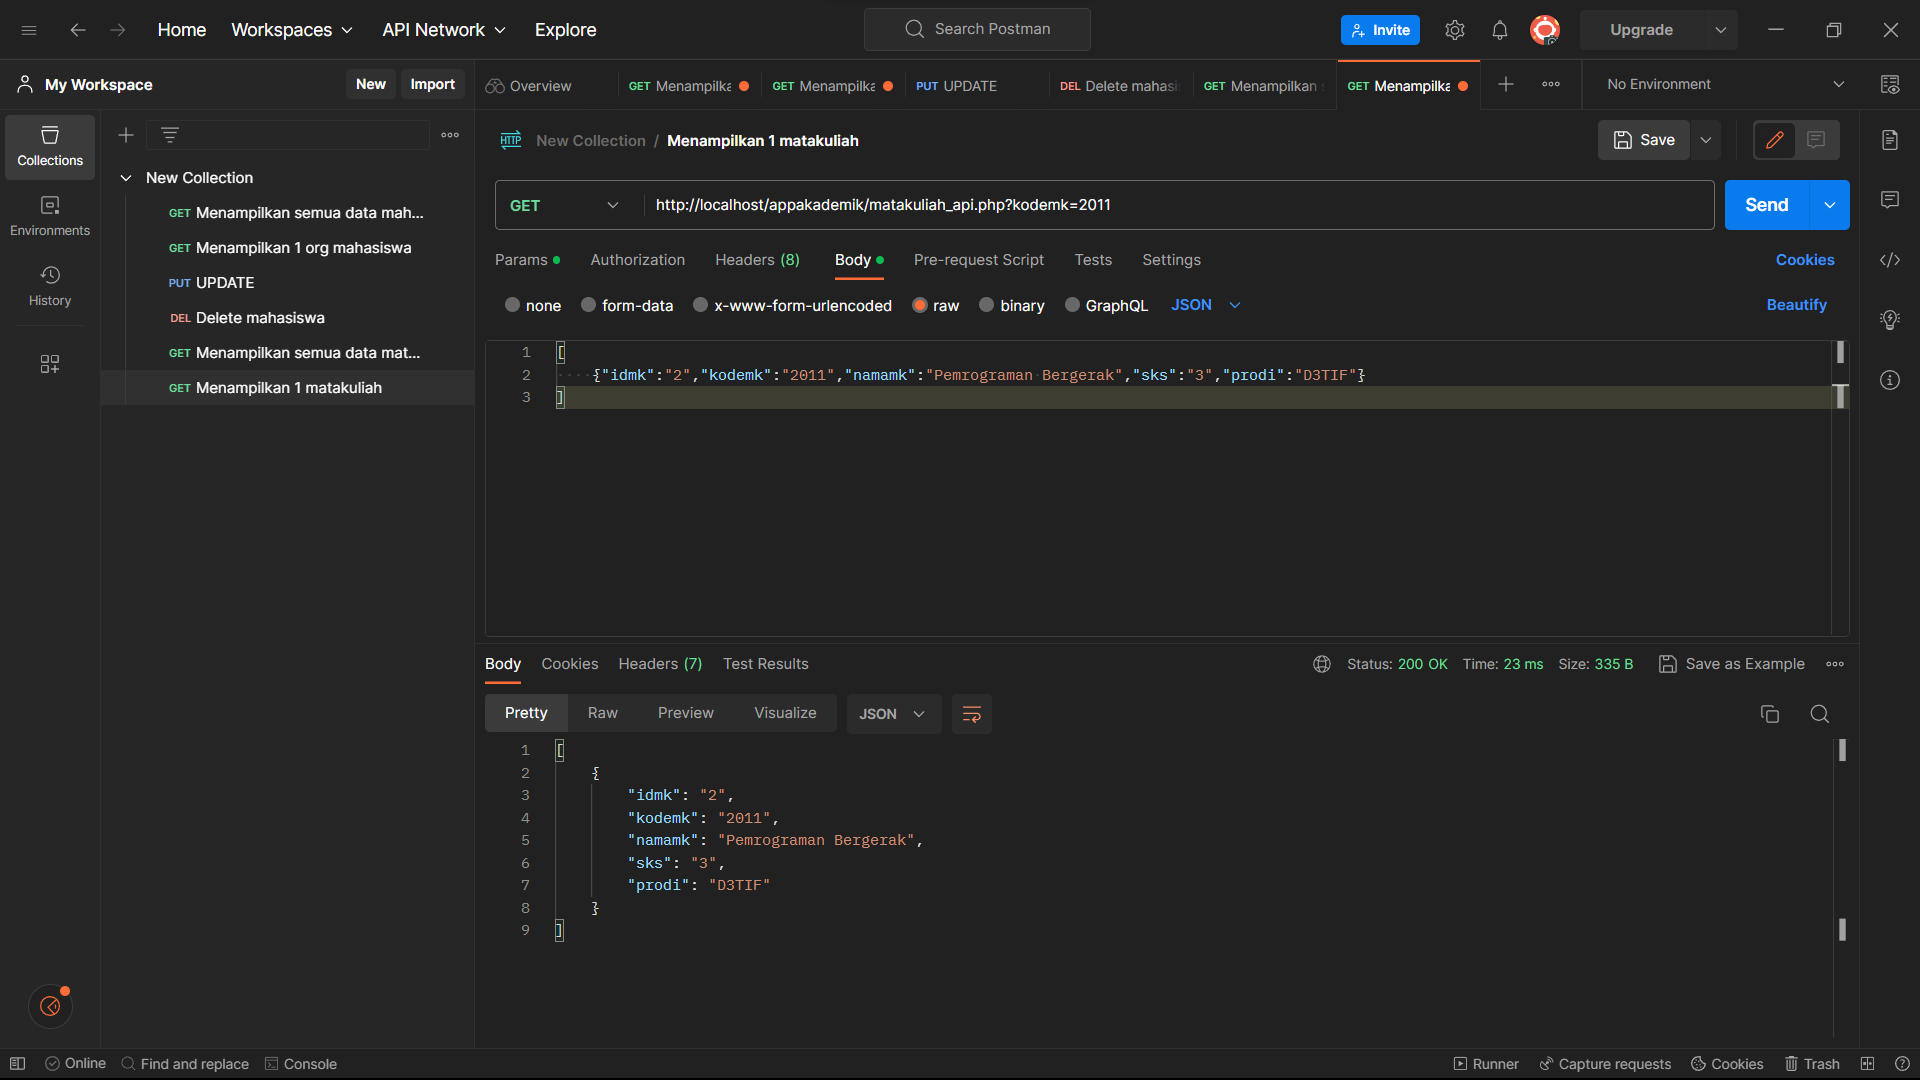 Home Workspaces API Network Explore Search Postman Invite Upgrade
My Workspace New Import Overview GET Menampilka GET Menampilka PUT UPDATE DEL Delete mahasi GET Menampilkan GET Menampilka No Environment
Collections
Environments
History
New Collection
GET Menampilkan semua data mah...
GET Menampilkan 1 org mahasiswa
PUT UPDATE
DEL Delete mahasiswa
GET Menampilkan semua data mat...
GET Menampilkan 1 matakuliah
HTTP New Collection / Menampilkan 1 matakuliah Save
GET http://localhost/appakademik/matakuliah_api.php?kodemk=2011 Send
Params Authorization Headers (8) Body Pre-request Script Tests Settings Cookies
none form-data x-www-form-urlencoded raw binary GraphQL JSON Beautify
1 [
2 {"idmk":"2","kodemk":"2011","namamk":"Pemrograman Bergerak","sks":"3","prodi":"D3TIF"}
3 ]
Body Cookies Headers (7) Test Results Status: 200 OK Time: 23 ms Size: 335 B Save as Example
Pretty Raw Preview Visualize JSON
1 [
2 {
3 "idmk": "2",
4 "kodemk": "2011",
5 "namamk": "Pemrograman Bergerak",
6 "sks": "3",
7 "prodi": "D3TIF"
8 }
9 ]
Online Find and replace Console Runner Capture requests Cookies Trash